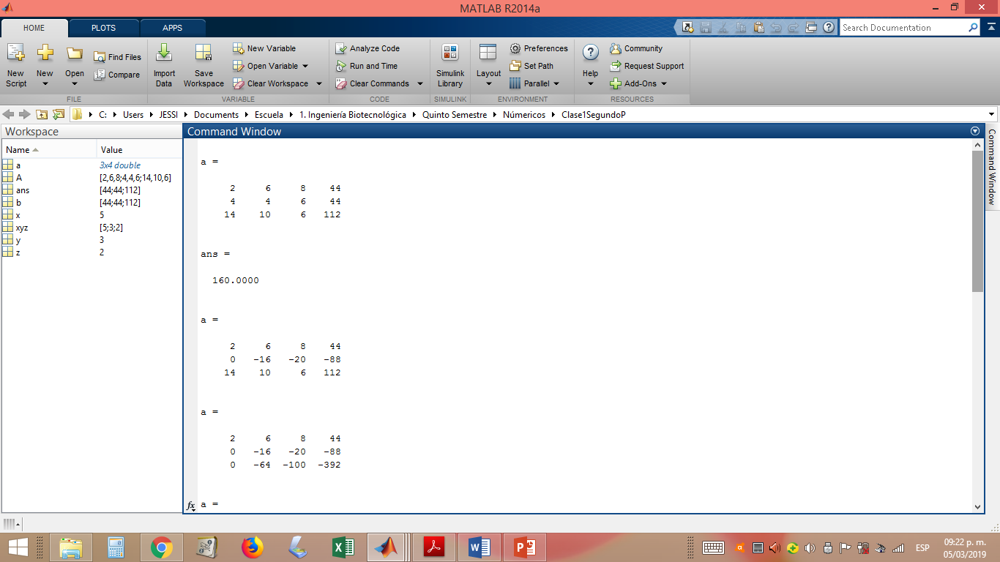 MATLAB R2014a
HOME PLOTS APPS
Search Documentation
New Script
New
Open
Find Files
Compare
FILE
Import Data
Save Workspace
New Variable
Open Variable
Clear Workspace
VARIABLE
Analyze Code
Run and Time
Clear Commands
CODE
Simulink Library
SIMULINK
Layout
Preferences
Set Path
Parallel
ENVIRONMENT
Help
Community
Request Support
Add-Ons
RESOURCES
C: Users JESSI Documents Escuela 1. Ingeniería Biotecnológica Quinto Semestre Númericos Clase1SegundoP
Workspace
Name Value
a 3x4 double
A [2,6,8;4,4,6;14,10,6]
ans [44;44;112]
b [44;44;112]
x 5
xyz [5;3;2]
y 3
z 2
Command Window
a =
2 6 8 44
4 4 6 44
14 10 6 112
ans =
160.0000
a =
2 6 8 44
0 -16 -20 -88
14 10 6 112
a =
2 6 8 44
0 -16 -20 -88
0 -64 -100 -392
fx a =
Command Window
ESP
09:22 p. m.
05/03/2019